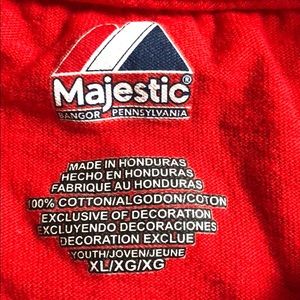 Majestic®
BANGOR PENNSYLVANIA
MADE IN HONDURAS
HECHO EN HONDURAS
FABRIQUE AU HONDURAS
100% COTTON/ALGODON/COTON
EXCLUSIVE OF DECORATION
EXCLUYENDO DECORACIONES
DECORATION EXCLUE
YOUTH/JOVEN/JEUNE
XL/XG/XG